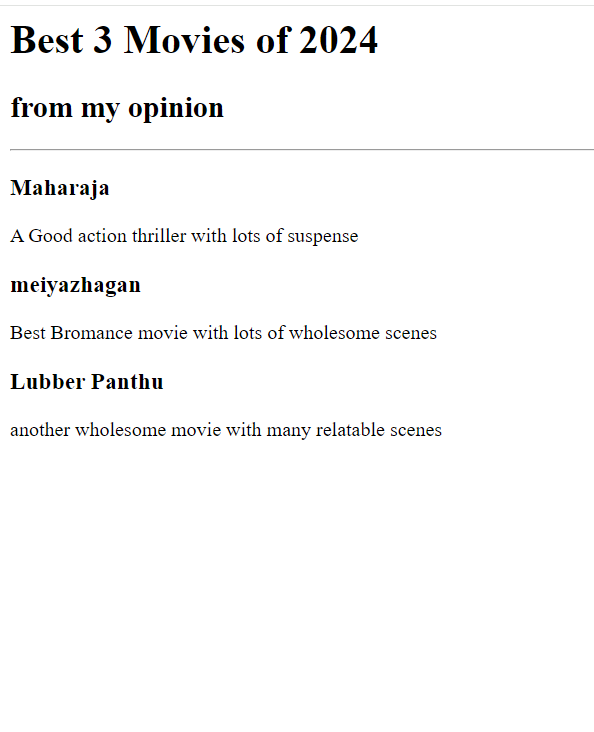 Best 3 Movies of 2024
from my opinion
Maharaja
A Good action thriller with lots of suspense
meiyazhagan
Best Bromance movie with lots of wholesome scenes
Lubber Panthu
another wholesome movie with many relatable scenes